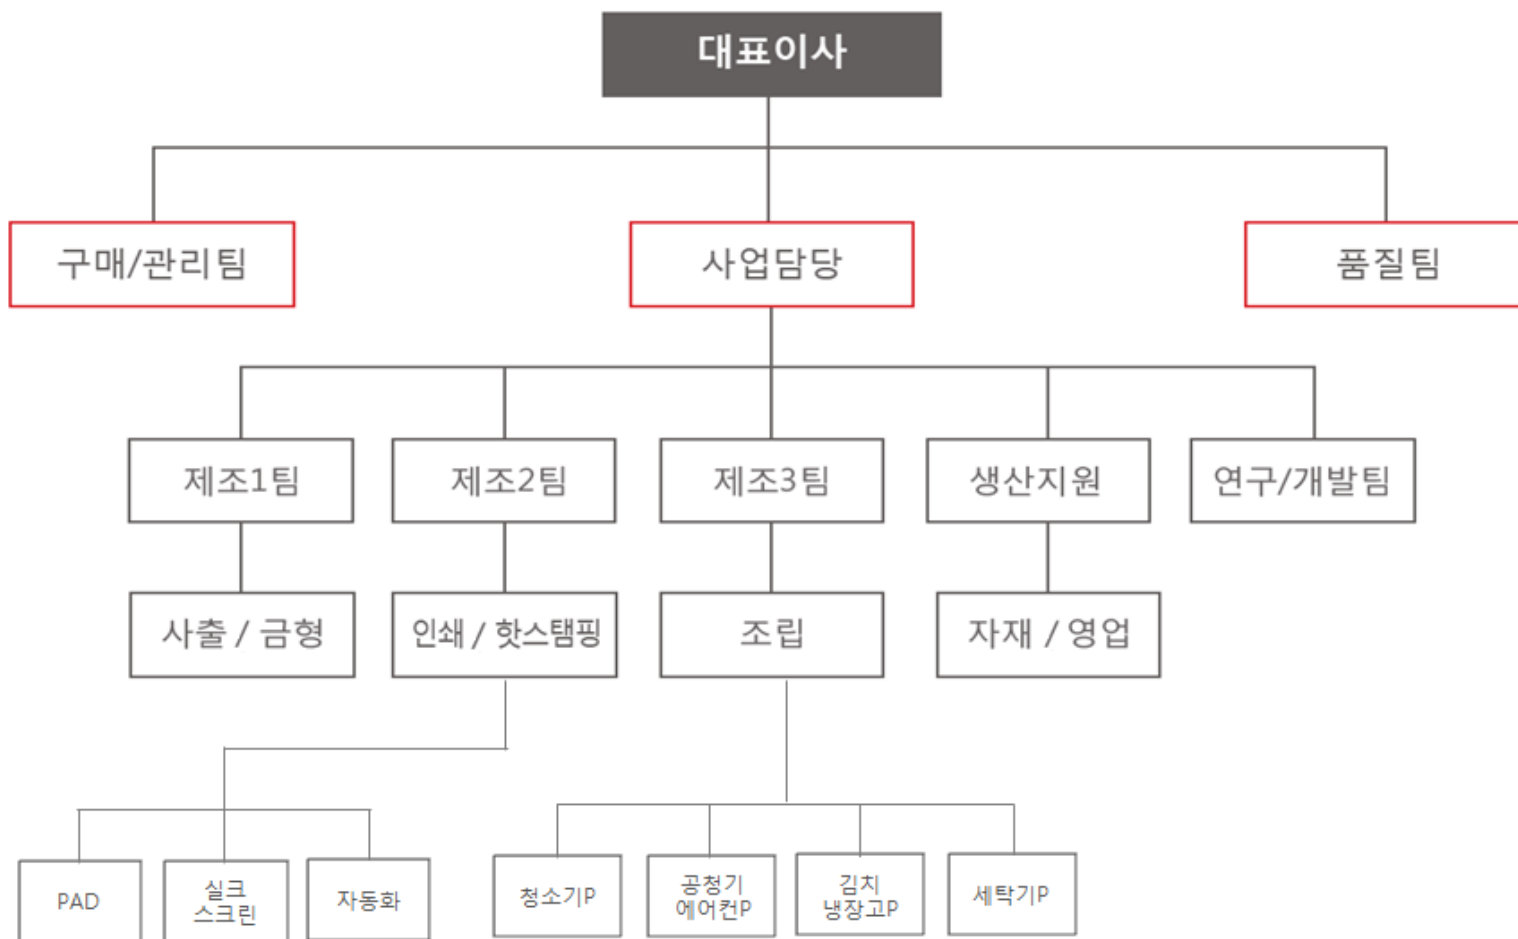 대표이사
구매/관리팀
사업담당
품질팀
제조1팀
제조2팀
제조3팀
생산지원
연구/개발팀
사출 / 금형
인쇄 / 핫스탬핑
조립
자재 / 영업
PAD
실크
스크린
자동화
청소기P
공청기
에어컨P
김치
냉장고P
세탁기P